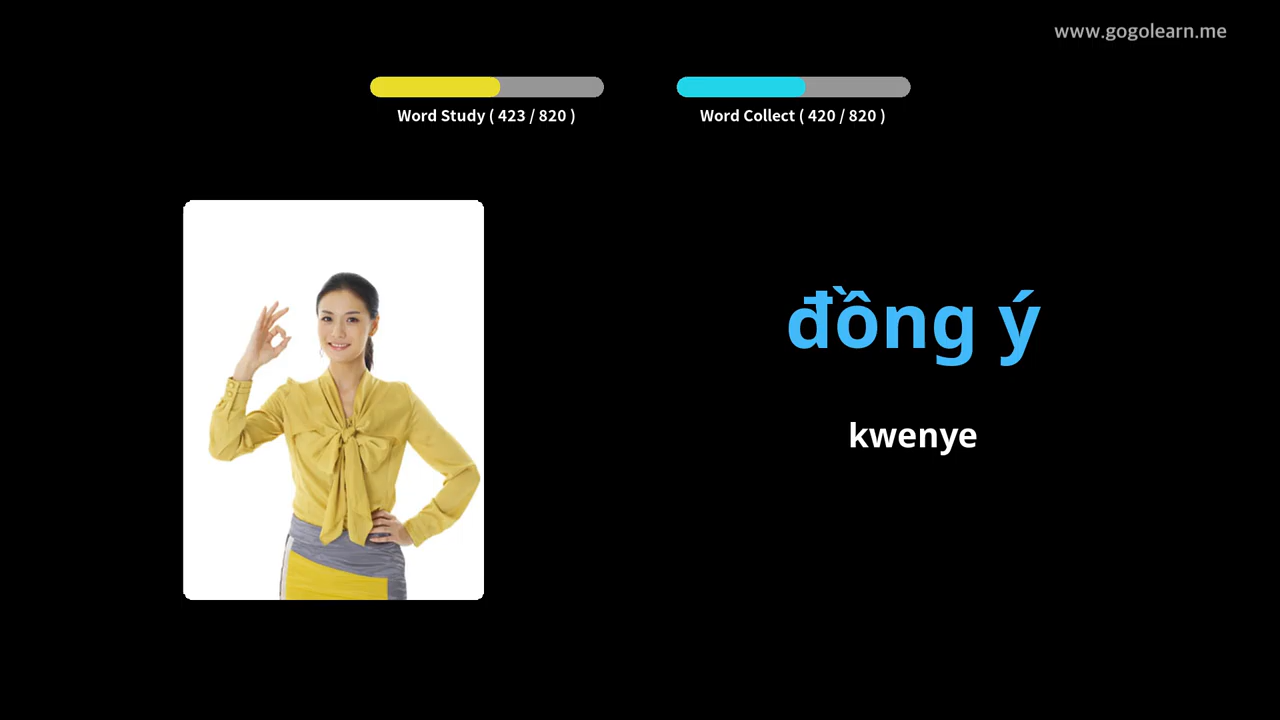 www.gogolearn.me
Word Study ( 423 / 820 )
Word Collect ( 420 / 820 )
đồng ý
kwenye